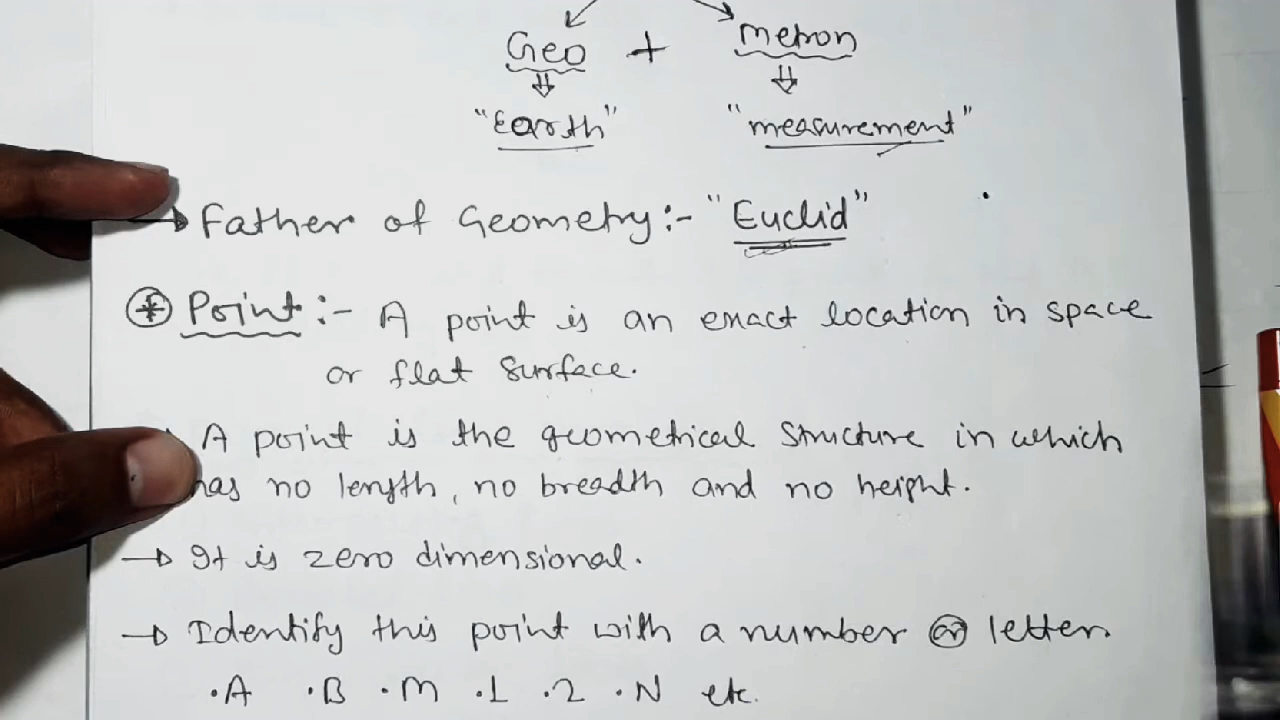 Geo + metron
"Earth" "measurement"
→ Father of Geometry:- "Euclid"
* Point:- A point is an exact location in space
or flat surface.
A point is the geometrical structure in which
has no length, no breadth and no height.
→ It is zero dimensional.
→ Identify this point with a number or letter.
.A .B .M .1 .2 .N etc.